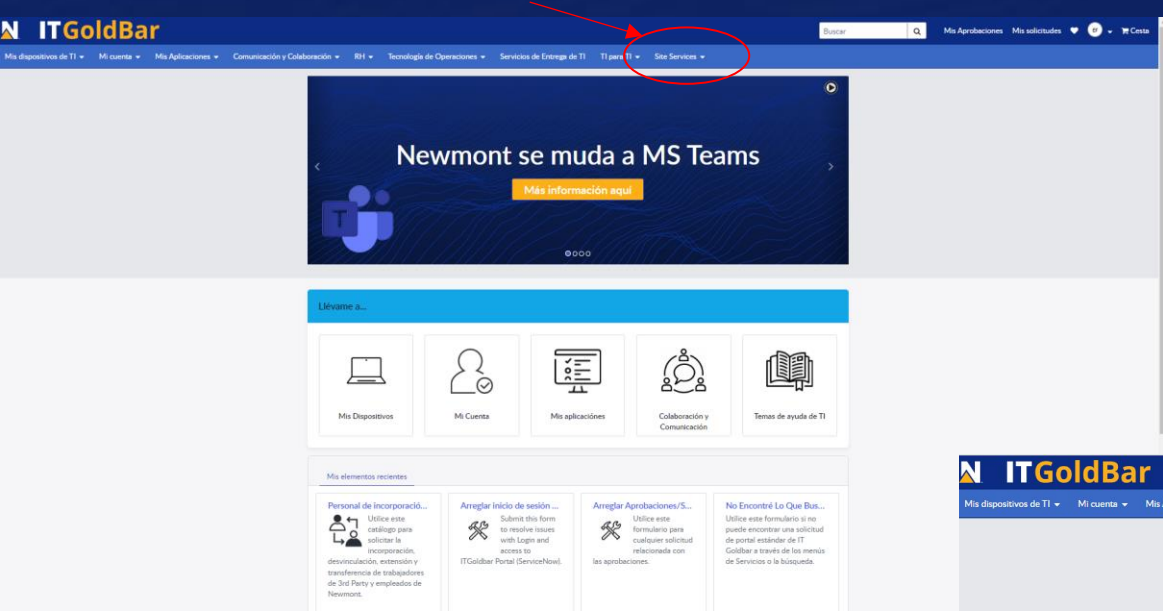 N ITGoldBar
Buscar
Mis Aprobaciones Mis solicitudes Cesta
Mis dispositivos de TI Mi cuenta Mis Aplicaciones Comunicación y Colaboración RH Tecnología de Operaciones Servicios de Entrega de TI TI para TI Site Services
Newmont se muda a MS Teams
Más información aquí
T
Llévame a...
Mis Dispositivos
Mi Cuenta
Mis aplicaciónes
Colaboración y
Comunicación
Temas de ayuda de TI
Mis elementos recientes
Personal de incorporació...
Utilice este
catálogo para
solicitar la
incorporación,
desvinculación, extensión y
transferencia de trabajadores
de 3rd Party y empleados de
Newmont.
Arreglar inicio de sesión ...
Submit this form
to resolve issues
with Login and
access to
ITGoldbar Portal (ServiceNow).
Arreglar Aprobaciones/S...
Utilice este
formulario para
cualquier solicitud
relacionada con
las aprobaciones.
No Encontré Lo Que Bus...
Utilice este formulario si no
puede encontrar una solicitud
de portal estándar de IT
Goldbar a través de los menús
de Servicios o la búsqueda.
N ITGoldBar
Mis dispositivos de TI Mi cuenta Mis